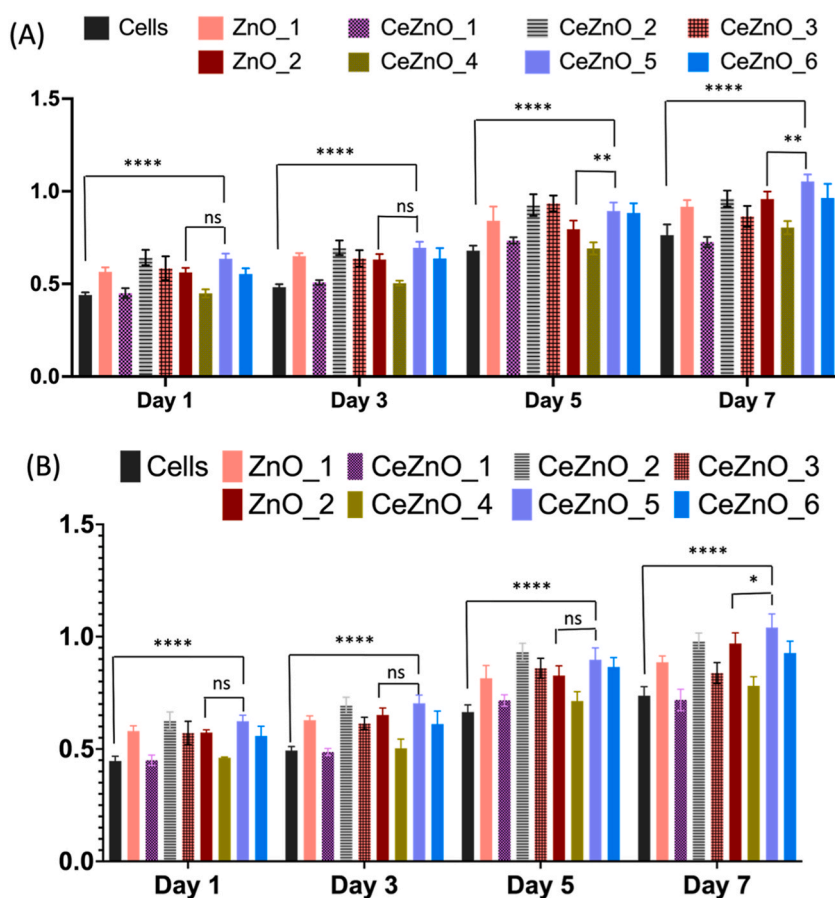 (A)
Cells ZnO_1 CeZnO_1 CeZnO_2 CeZnO_3
ZnO_2 CeZnO_4 CeZnO_5 CeZnO_6
1.5
1.0
0.5
0.0
**** ns
**** ns
**** **
**** **
Day 1 Day 3 Day 5 Day 7
(B)
Cells ZnO_1 CeZnO_1 CeZnO_2 CeZnO_3
ZnO_2 CeZnO_4 CeZnO_5 CeZnO_6
1.5
1.0
0.5
0.0
**** ns
**** ns
**** ns
**** *
Day 1 Day 3 Day 5 Day 7